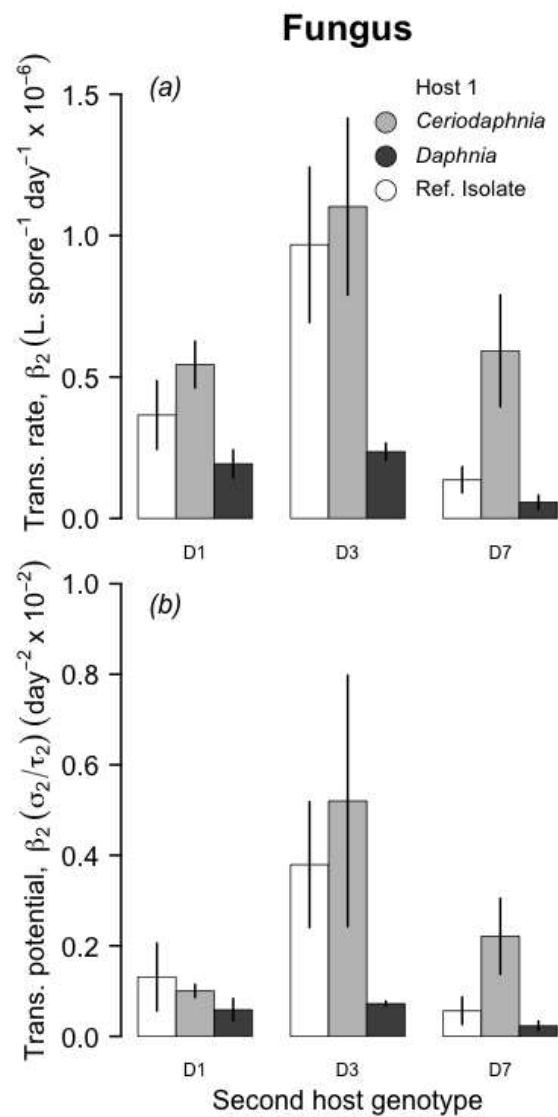 Fungus
(a)
Host 1
Ceriodaphnia
Daphnia
Ref. Isolate
Trans. rate, β₂ (L. spore⁻¹ day⁻¹ x 10⁻⁶)
1.5
1.0
0.5
0.0
D1 D3 D7
(b)
Trans. potential, β₂ (σ₂/τ₂) (day⁻² x 10⁻²)
1.0
0.8
0.6
0.4
0.2
0.0
D1 D3 D7
Second host genotype